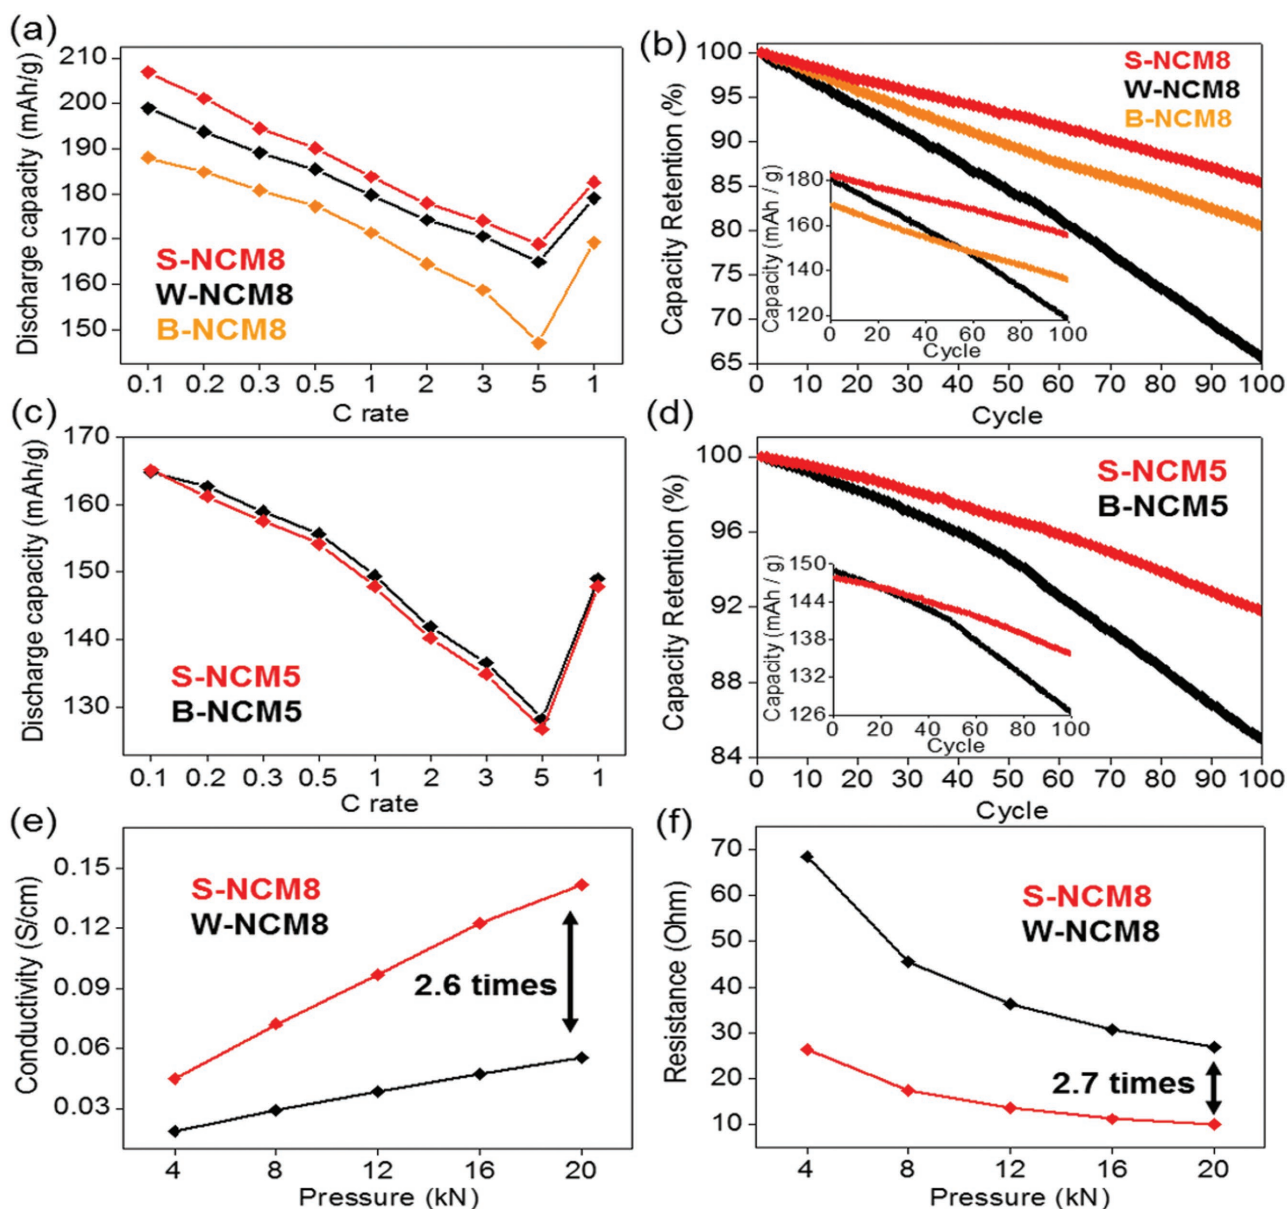 (a)
Discharge capacity (mAh/g)
210
200
190
180
170
160
150
S-NCM8
W-NCM8
B-NCM8
0.1 0.2 0.3 0.5 1 2 3 5 1
C rate
(b)
Capacity Retention (%)
100
95
90
85
80
75
70
65
S-NCM8
W-NCM8
B-NCM8
Capacity (mAh / g)
180
160
140
120
0 20 40 60 80 100
Cycle
0 10 20 30 40 50 60 70 80 90 100
Cycle
(c)
Discharge capacity (mAh/g)
170
160
150
140
130
S-NCM5
B-NCM5
0.1 0.2 0.3 0.5 1 2 3 5 1
C rate
(d)
Capacity Retention (%)
100
96
92
88
84
S-NCM5
B-NCM5
Capacity (mAh / g)
150
144
138
132
126
0 20 40 60 80 100
Cycle
0 10 20 30 40 50 60 70 80 90 100
Cycle
(e)
Conductivity (S/cm)
0.15
0.12
0.09
0.06
0.03
S-NCM8
W-NCM8
2.6 times
4 8 12 16 20
Pressure (kN)
(f)
Resistance (Ohm)
70
60
50
40
30
20
10
S-NCM8
W-NCM8
2.7 times
4 8 12 16 20
Pressure (kN)